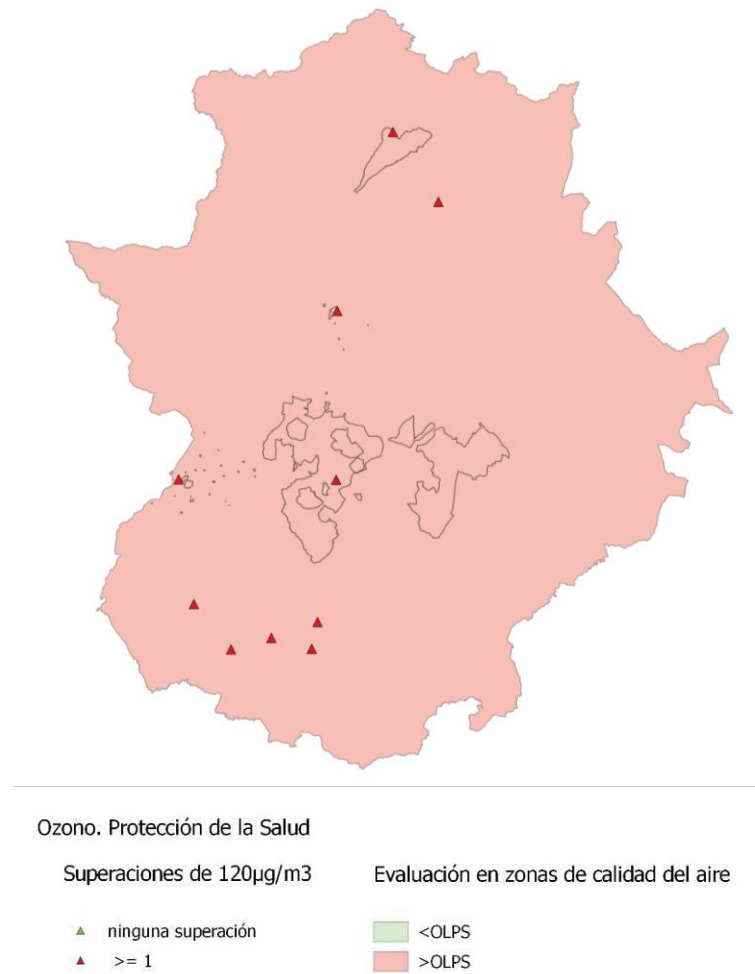 Ozono. Protección de la Salud
Superaciones de 120µg/m3
ninguna superación
>= 1
Evaluación en zonas de calidad del aire
<OLPS
>OLPS